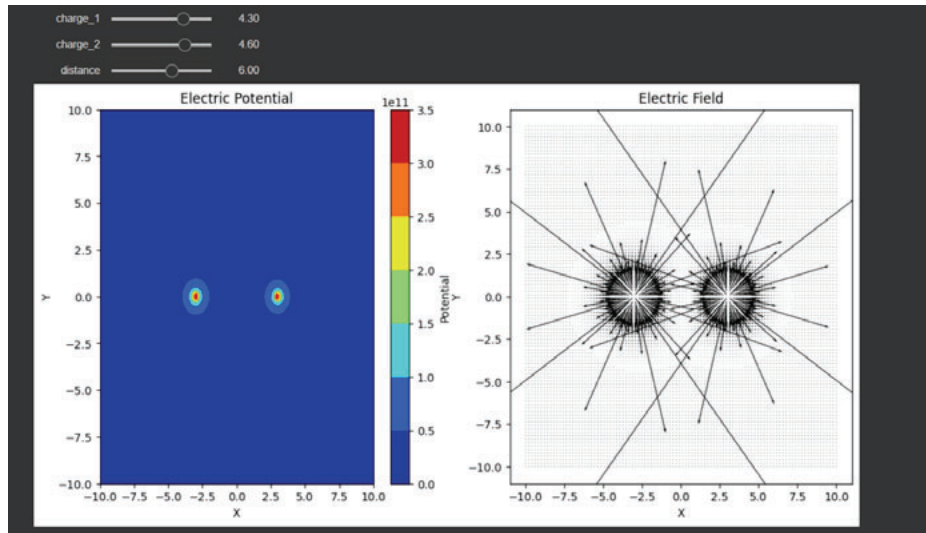 charge_1 4.30
charge_2 4.60
distance 6.00
Electric Potential
1e11
Electric Field
10.0
7.5
5.0
2.5
0.0
−2.5
−5.0
−7.5
−10.0
Y
−10.0 −7.5 −5.0 −2.5 0.0 2.5 5.0 7.5 10.0
X
3.5
3.0
2.5
2.0
1.5
1.0
0.5
0.0
Potential
10.0
7.5
5.0
2.5
0.0
−2.5
−5.0
−7.5
−10.0
Y
−10.0 −7.5 −5.0 −2.5 0.0 2.5 5.0 7.5 10.0
X